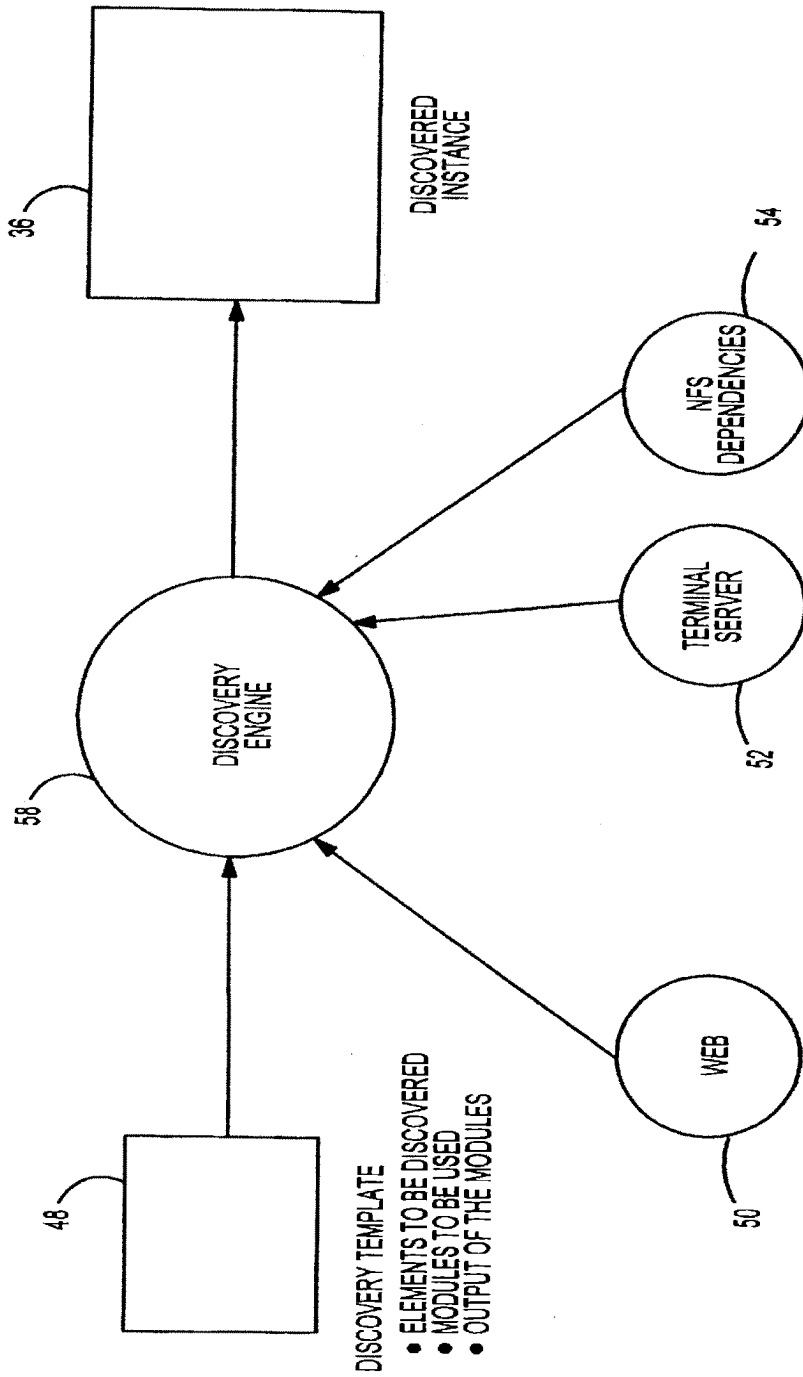 48
DISCOVERY TEMPLATE
• ELEMENTS TO BE DISCOVERED
• MODULES TO BE USED
• OUTPUT OF THE MODULES
58
DISCOVERY
ENGINE
36
DISCOVERED
INSTANCE
WEB
50
TERMINAL
SERVER
52
NFS
DEPENDENCIES
54